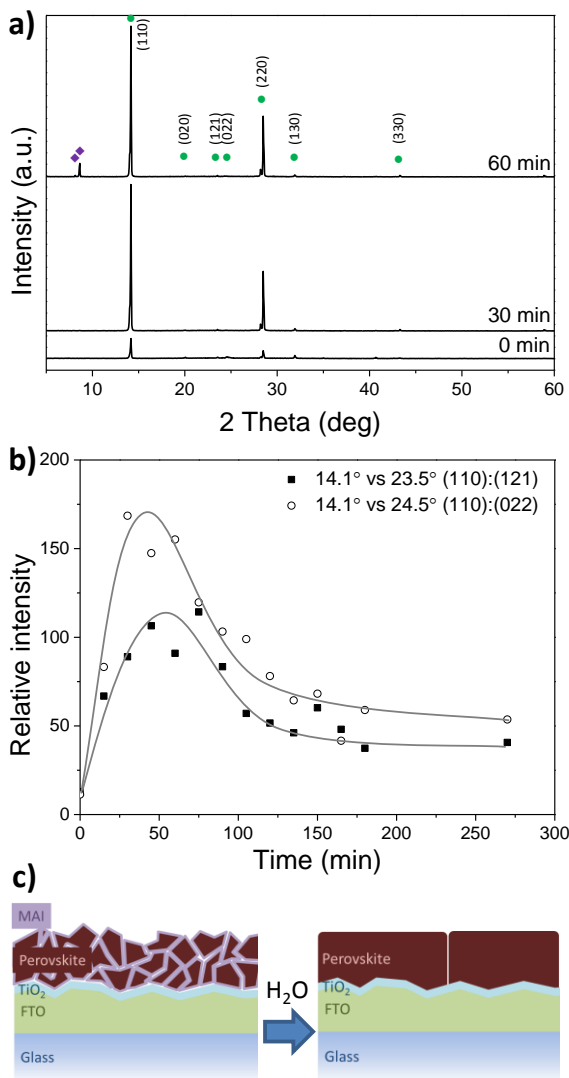 a)
(110)
(020)
(121)
(022)
(220)
(130)
(330)
60 min
30 min
0 min
Intensity (a.u.)
10 20 30 40 50 60
2 Theta (deg)
b)
200
150
100
50
0
14.1° vs 23.5° (110):(121)
14.1° vs 24.5° (110):(022)
Relative intensity
0 50 100 150 200 250 300
Time (min)
c)
MAI
Perovskite
TiO2
FTO
Glass
H2O
Perovskite
TiO2
FTO
Glass